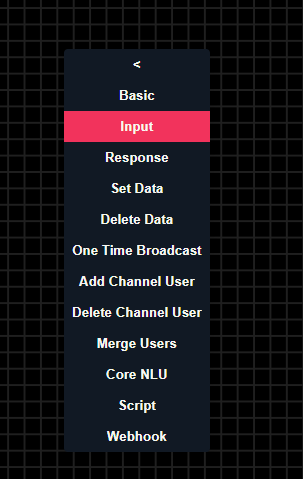 <
Basic
Input
Response
Set Data
Delete Data
One Time Broadcast
Add Channel User
Delete Channel User
Merge Users
Core NLU
Script
Webhook